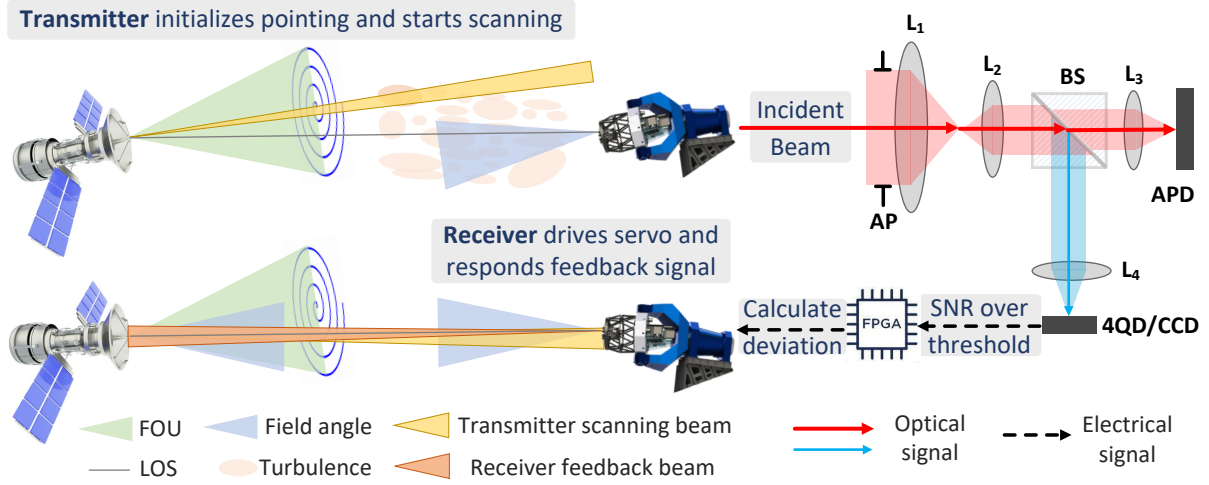 Transmitter initializes pointing and starts scanning
L1
L2
BS
L3
Incident
Beam
AP
APD
Receiver drives servo and
responds feedback signal
L4
Calculate
deviation
FPGA
SNR over
threshold
4QD/CCD
FOU
Field angle
Transmitter scanning beam
LOS
Turbulence
Receiver feedback beam
Optical
signal
Electrical
signal